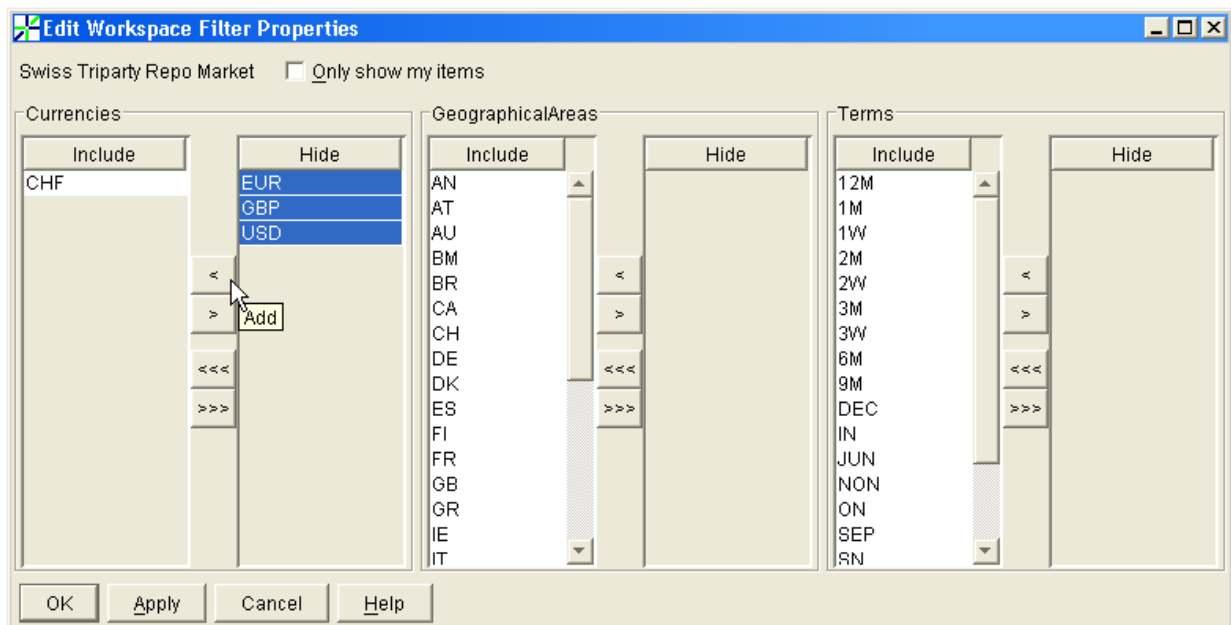 Edit Workspace Filter Properties
Swiss Triparty Repo Market Only show my items
Currencies
Include
CHF
<
>
<<<
>>>
Hide
EUR
GBP
USD
Add
GeographicalAreas
Include
AN
AT
AU
BM
BR
CA
CH
DE
DK
ES
FI
FR
GB
GR
IE
IT
<
>
<<<
>>>
Hide
Terms
Include
12M
1M
1W
2M
2W
3M
3W
6M
9M
DEC
IN
JUN
NON
ON
SEP
SN
<
>
<<<
>>>
Hide
OK Apply Cancel Help